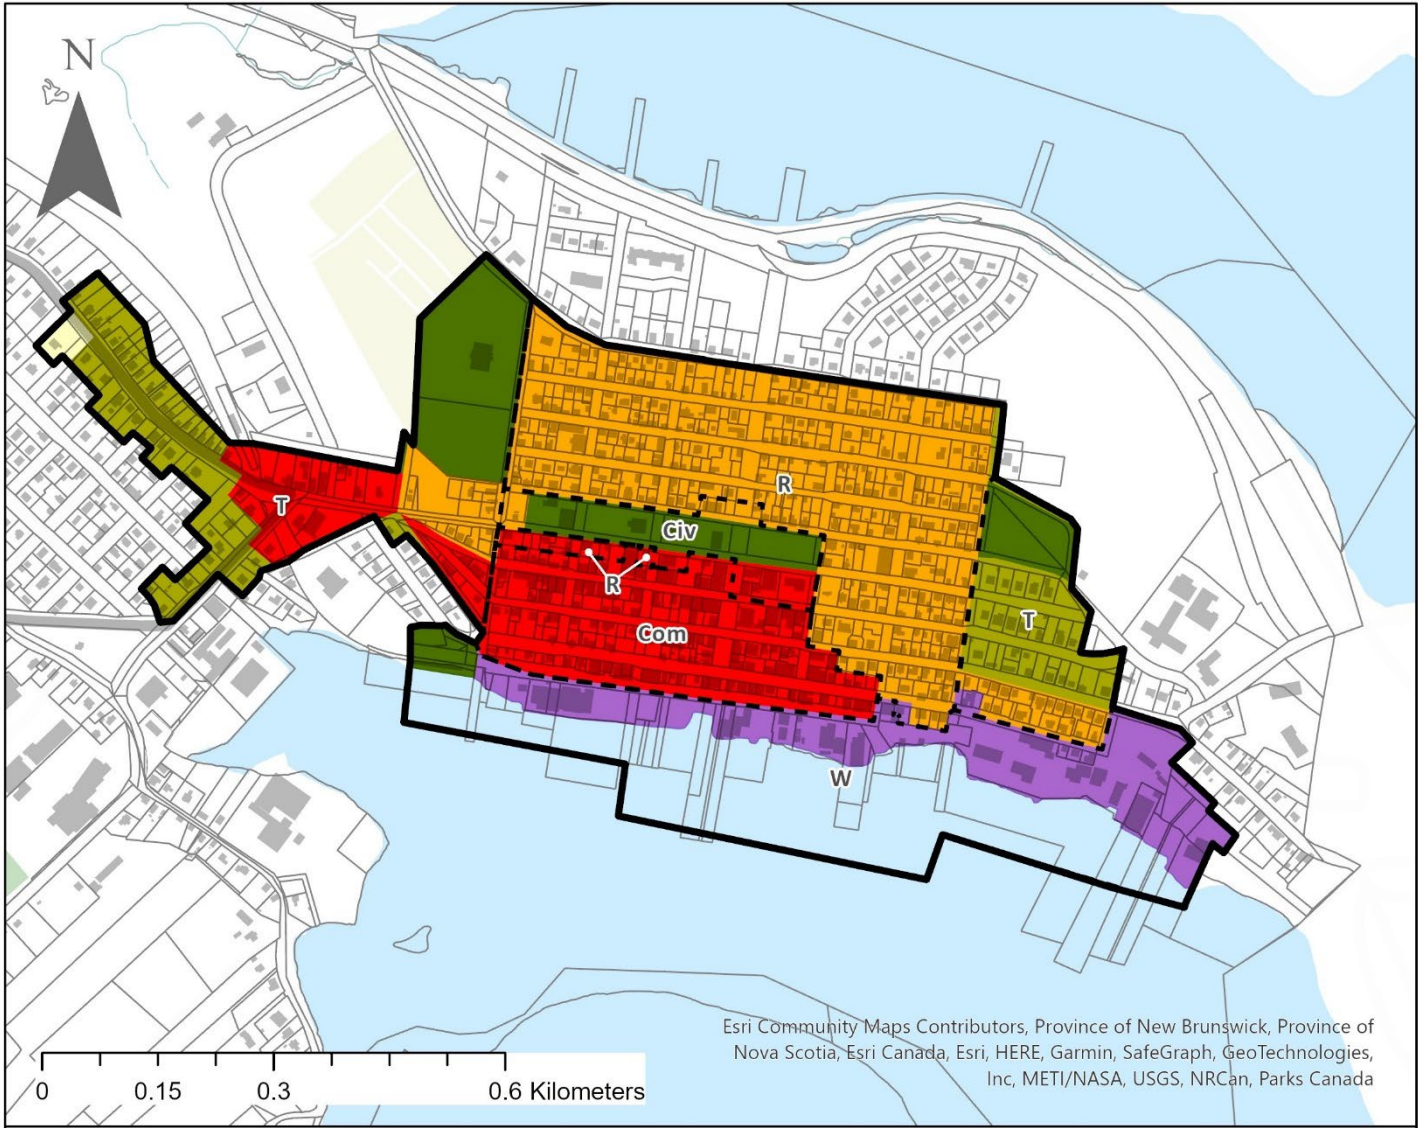 N
T
R
Civ
R
T
Com
W
Esri Community Maps Contributors, Province of New Brunswick, Province of
Nova Scotia, Esri Canada, Esri, HERE, Garmin, SafeGraph, GeoTechnologies,
Inc, METI/NASA, USGS, NRCan, Parks Canada
0 0.15 0.3 0.6 Kilometers